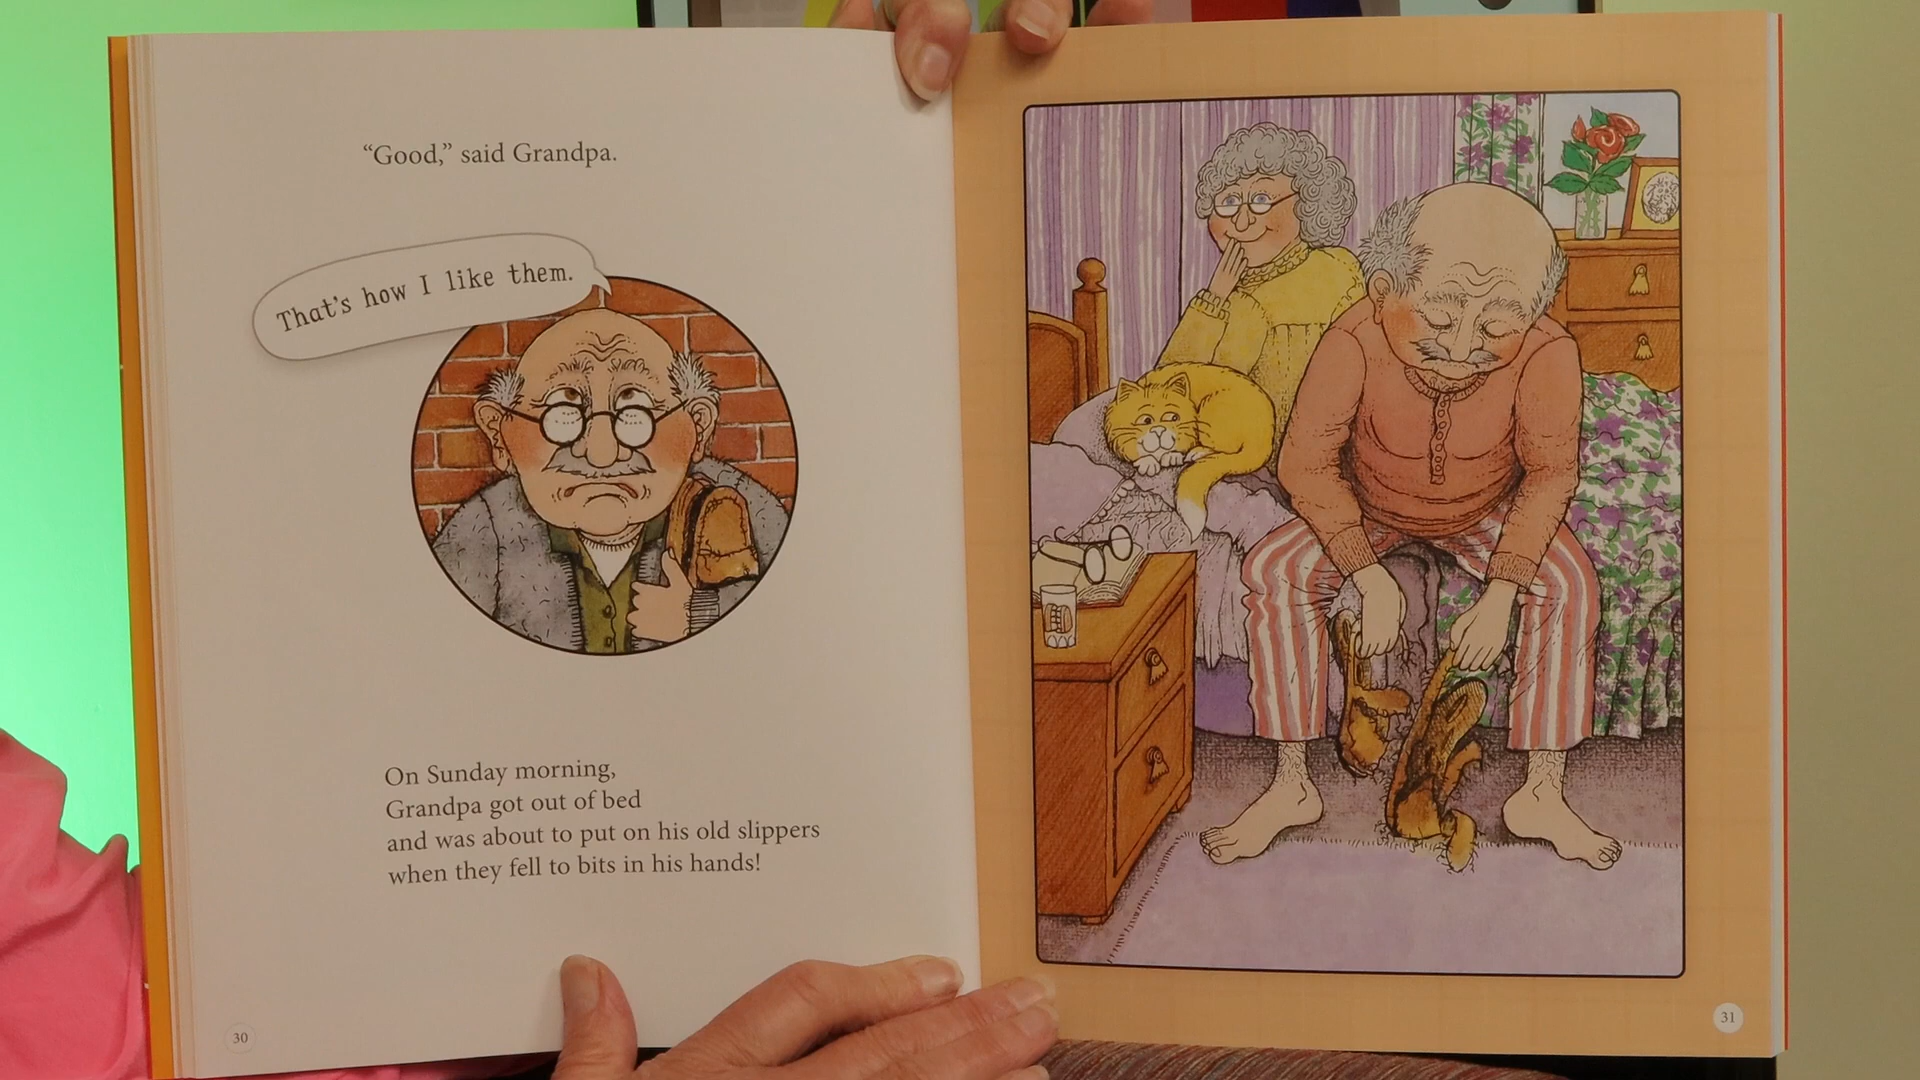 “Good,” said Grandpa.
That’s how I like them.
On Sunday morning,
Grandpa got out of bed
and was about to put on his old slippers
when they fell to bits in his hands!
30
31